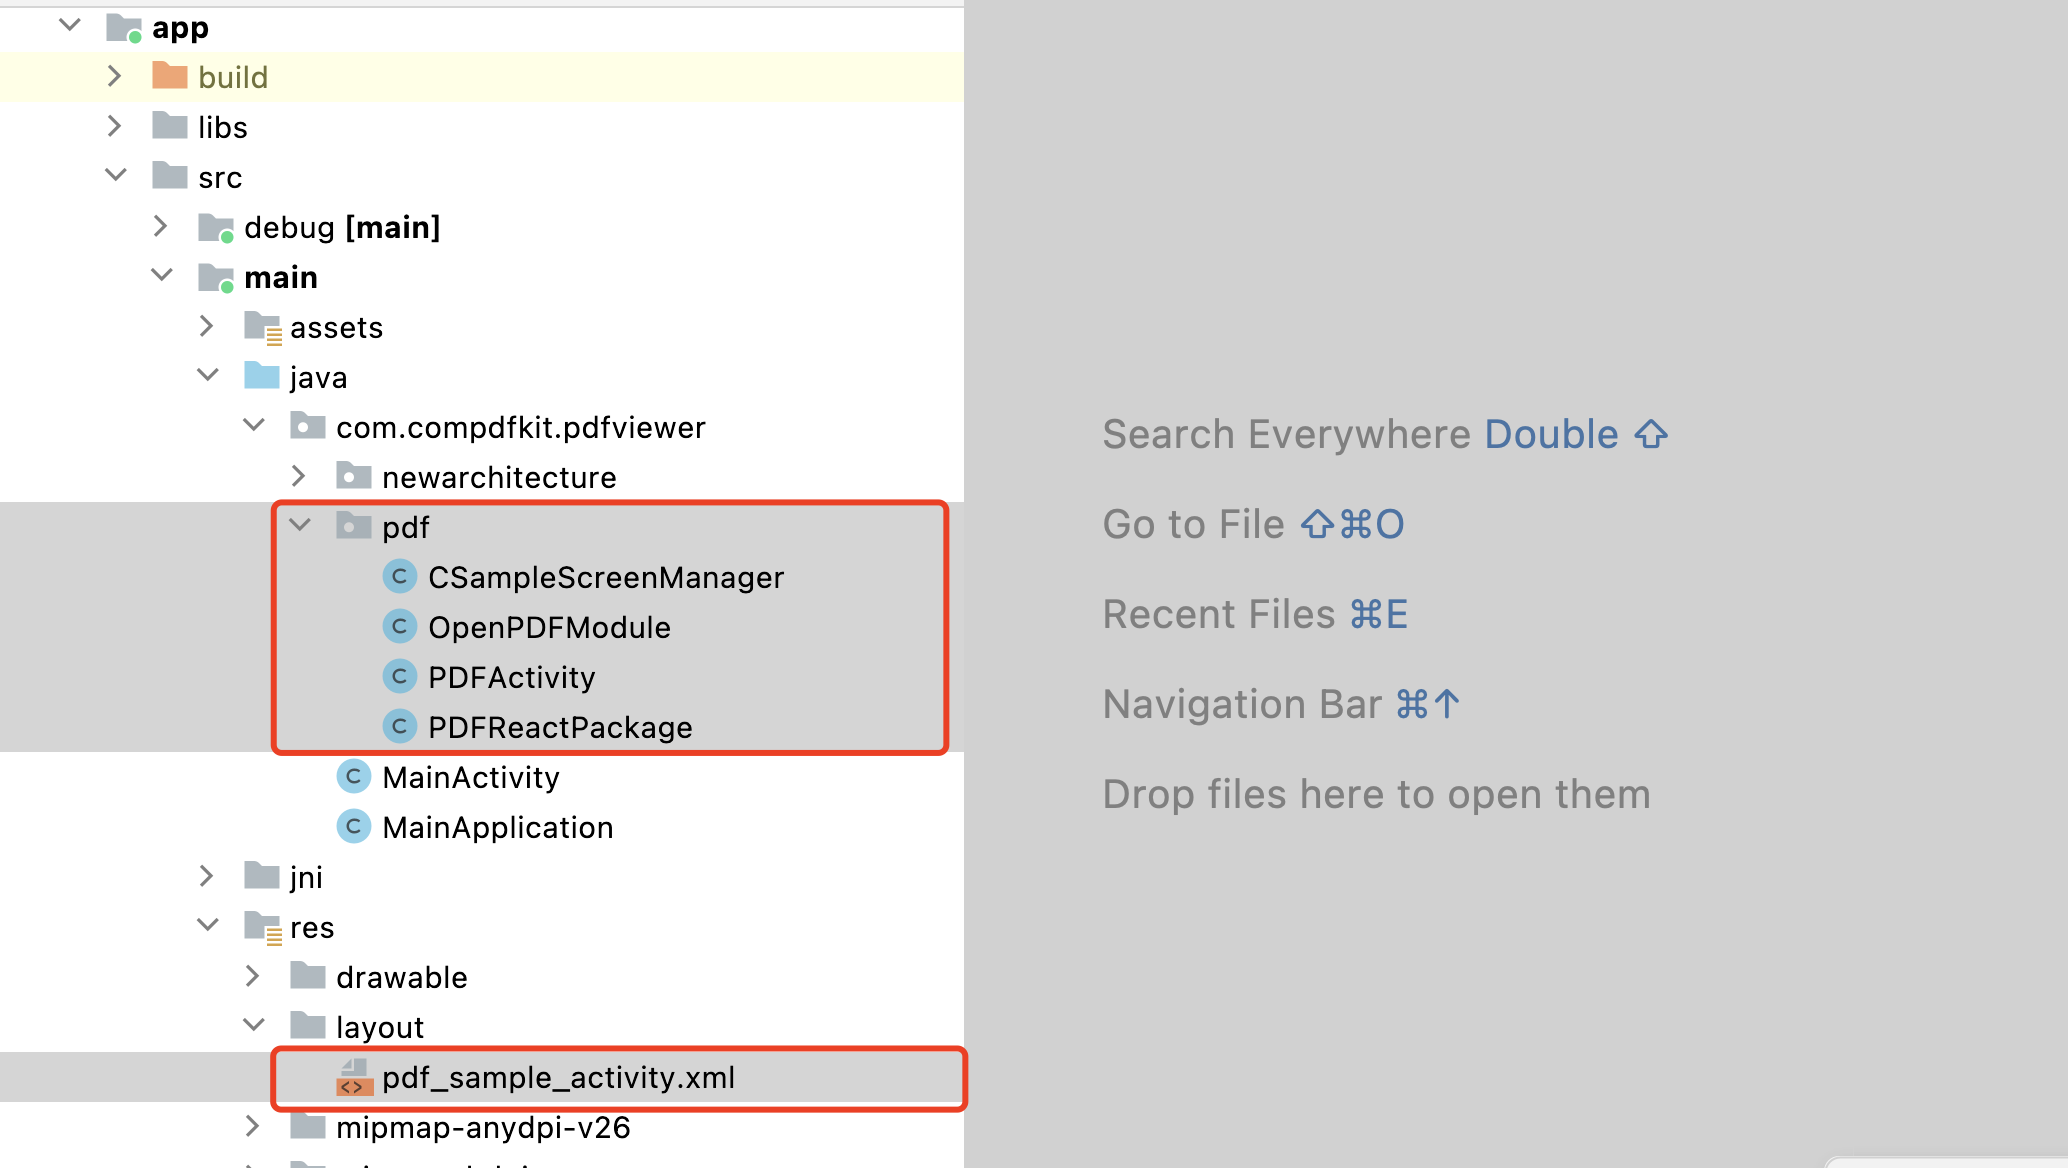 app
build
libs
src
debug [main]
main
assets
java
com.compdfkit.pdfviewer
newarchitecture
pdf
C CSampleScreenManager
C OpenPDFModule
C PDFActivity
C PDFReactPackage
C MainActivity
C MainApplication
jni
res
drawable
layout
<> pdf_sample_activity.xml
mipmap-anydpi-v26
Search Everywhere Double ⇧
Go to File ⇧⌘O
Recent Files ⌘E
Navigation Bar ⌘↑
Drop files here to open them